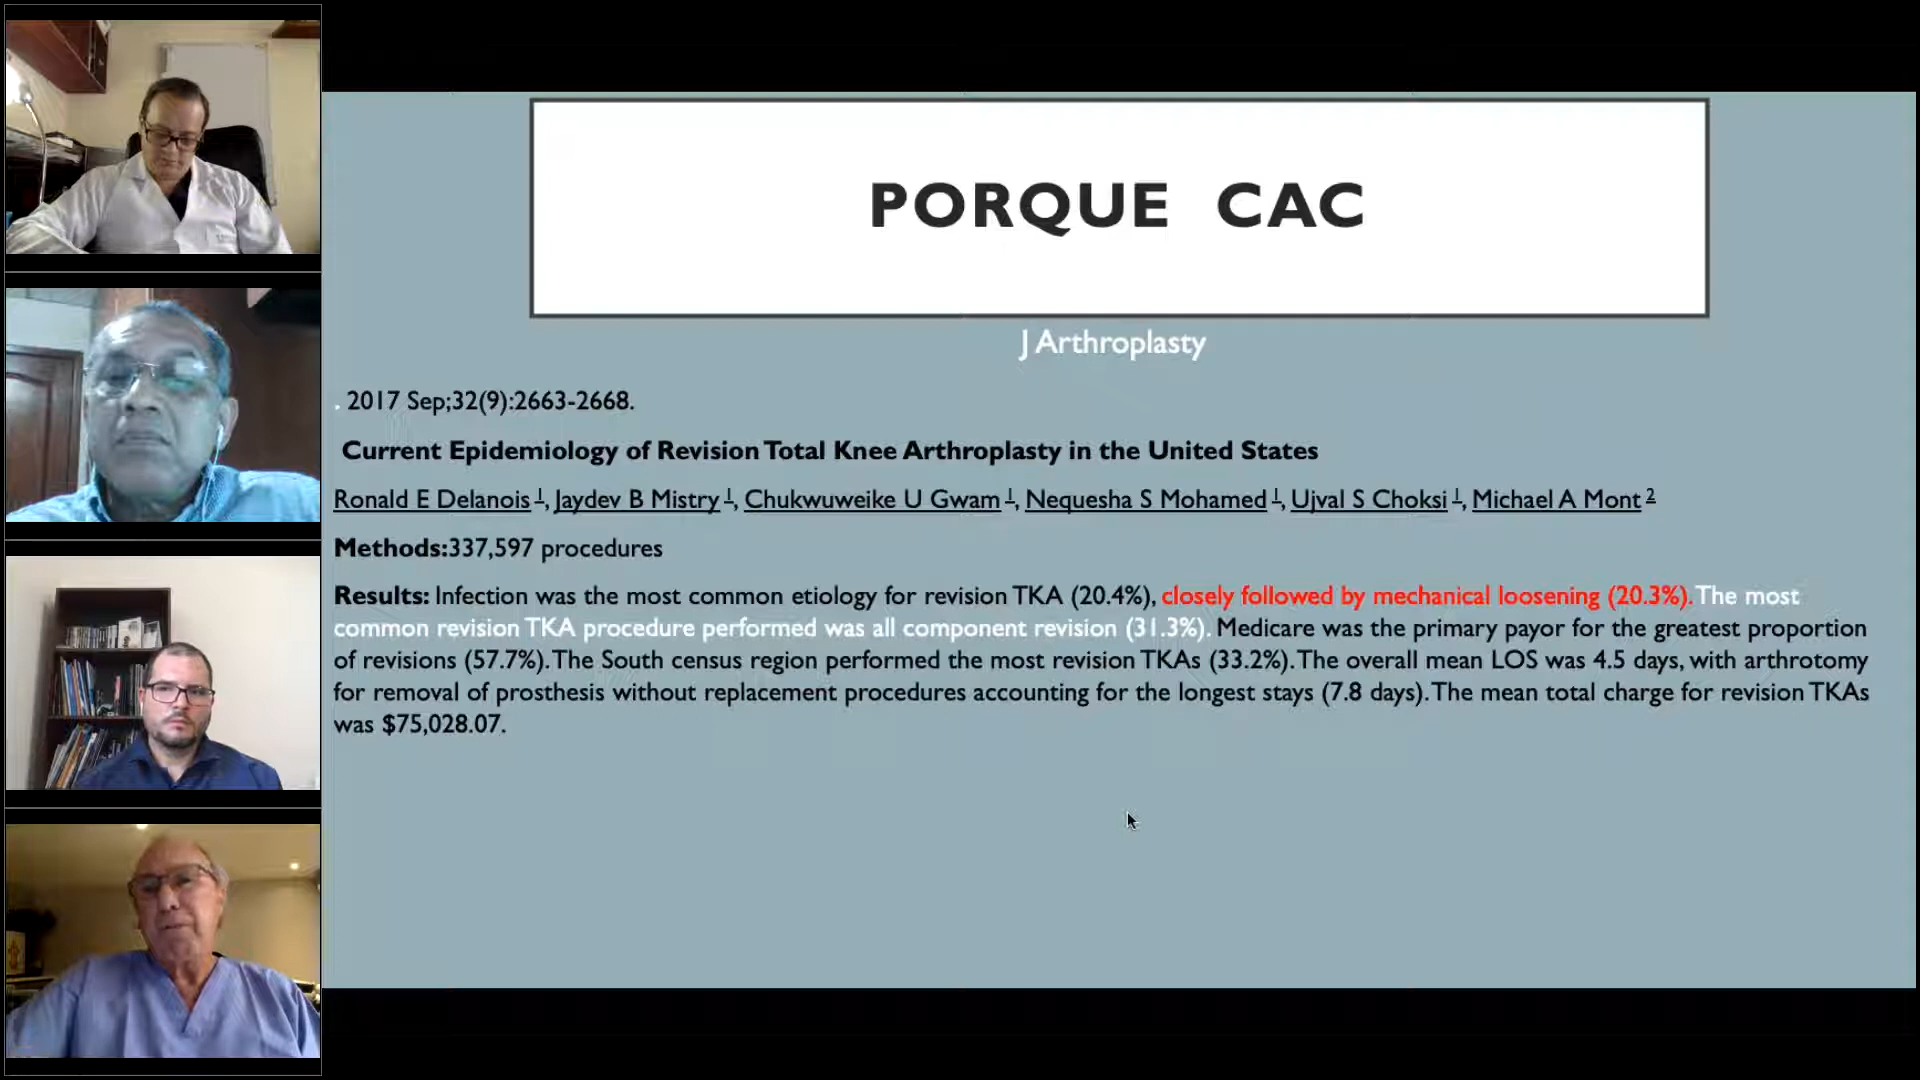 PORQUE CAC
J Arthroplasty
. 2017 Sep;32(9):2663-2668.
Current Epidemiology of Revision Total Knee Arthroplasty in the United States
Ronald E Delanois 1, Jaydev B Mistry 1, Chukwuweike U Gwam 1, Nequesha S Mohamed 1, Ujval S Choksi 1, Michael A Mont 2
Methods:337,597 procedures
Results: Infection was the most common etiology for revision TKA (20.4%), closely followed by mechanical loosening (20.3%). The most
common revision TKA procedure performed was all component revision (31.3%). Medicare was the primary payor for the greatest proportion
of revisions (57.7%). The South census region performed the most revision TKAs (33.2%). The overall mean LOS was 4.5 days, with arthrotomy
for removal of prosthesis without replacement procedures accounting for the longest stays (7.8 days). The mean total charge for revision TKAs
was $75,028.07.